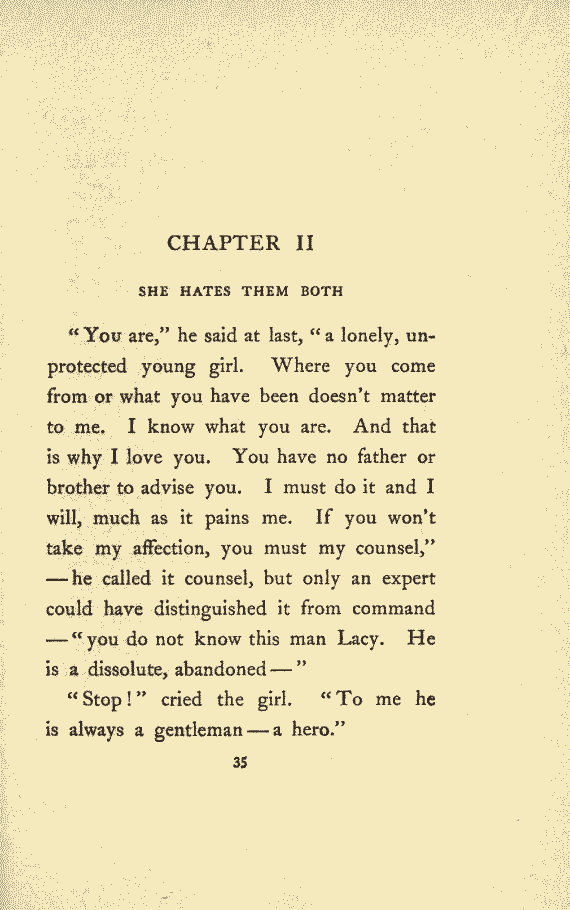 CHAPTER II
SHE HATES THEM BOTH
“You are,” he said at last, “a lonely, un-
protected young girl. Where you come
from or what you have been doesn’t matter
to me. I know what you are. And that
is why I love you. You have no father or
brother to advise you. I must do it and I
will, much as it pains me. If you won’t
take my affection, you must my counsel,”
—he called it counsel, but only an expert
could have distinguished it from command
—“you do not know this man Lacy. He
is a dissolute, abandoned—”
“Stop!” cried the girl. “To me he
is always a gentleman—a hero.”
35